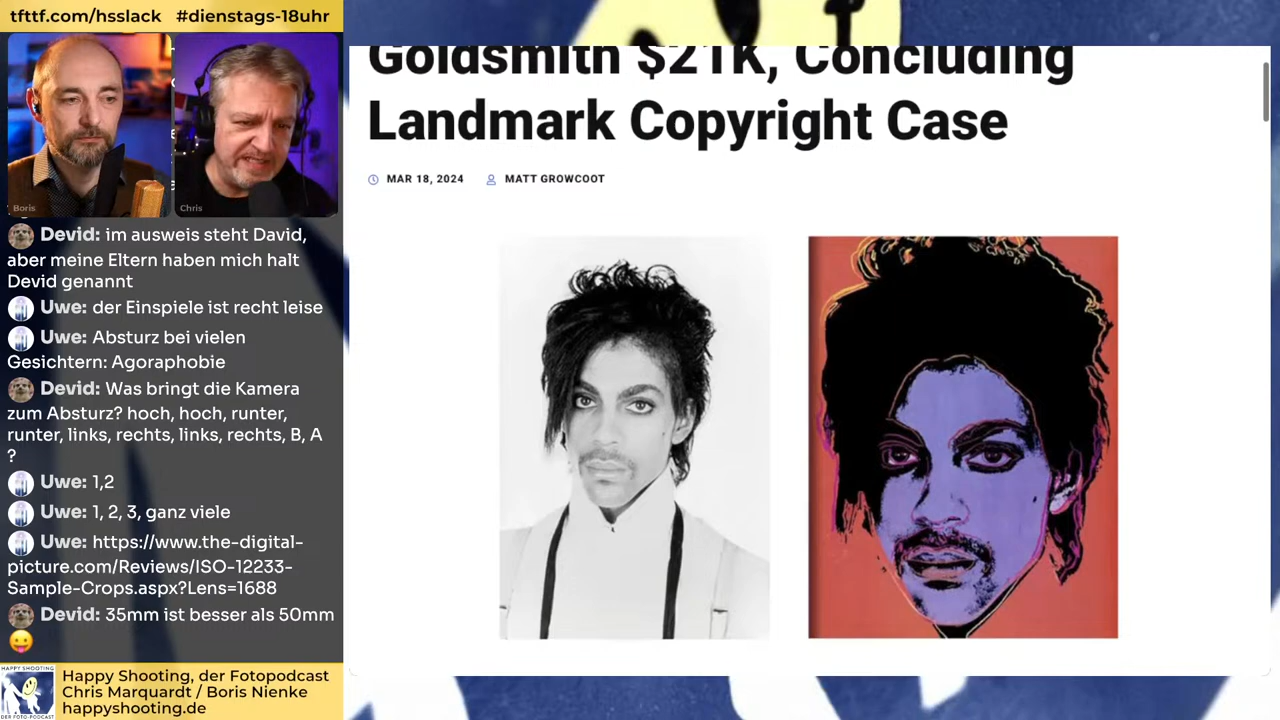 tfttf.com/hsslack #dienstags-18uhr
Boris
Chris
Devid: im ausweis steht David,
aber meine Eltern haben mich halt
Devid genannt
Uwe: der Einspiele ist recht leise
Uwe: Absturz bei vielen
Gesichtern: Agoraphobie
Devid: Was bringt die Kamera
zum Absturz? hoch, hoch, runter,
runter, links, rechts, links, rechts, B, A
?
Uwe: 1,2
Uwe: 1, 2, 3, ganz viele
Uwe: https://www.the-digital-
picture.com/Reviews/ISO-12233-
Sample-Crops.aspx?Lens=1688
Devid: 35mm ist besser als 50mm
HAPPY SHOOTING
DER FOTO-PODCAST
Happy Shooting, der Fotopodcast
Chris Marquardt / Boris Nienke
happyshooting.de
Goldsmith $21K, Concluding
Landmark Copyright Case
MAR 18, 2024 MATT GROWCOOT